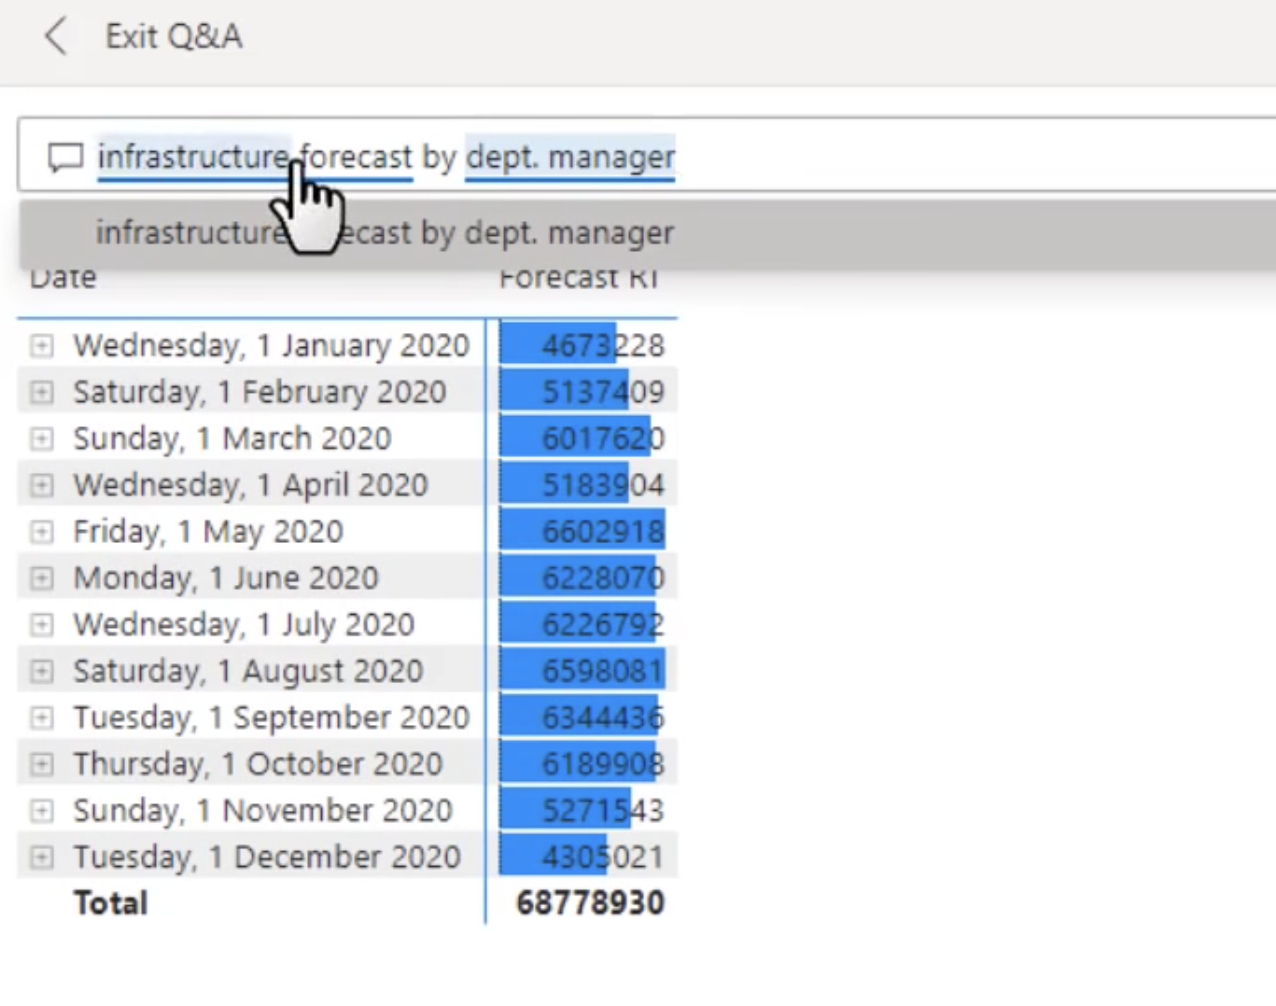 Exit Q&A
infrastructure forecast by dept. manager
infrastructure ecast by dept. manager
Date Forecast RT
Wednesday, 1 January 2020 4673228
Saturday, 1 February 2020 5137409
Sunday, 1 March 2020 6017620
Wednesday, 1 April 2020 5183904
Friday, 1 May 2020 6602918
Monday, 1 June 2020 6228070
Wednesday, 1 July 2020 6226792
Saturday, 1 August 2020 6598081
Tuesday, 1 September 2020 6344436
Thursday, 1 October 2020 6189908
Sunday, 1 November 2020 5271543
Tuesday, 1 December 2020 4305021
Total 68778930